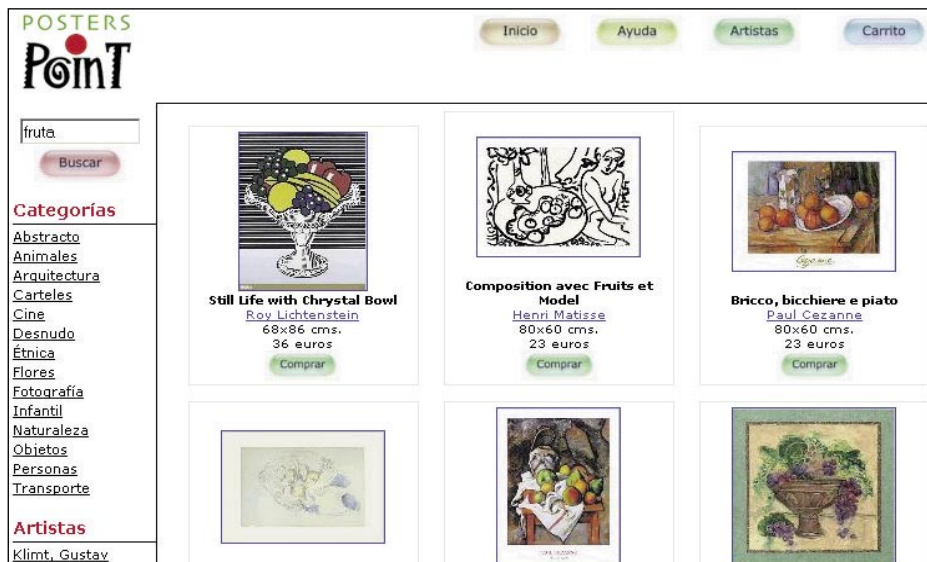 POSTERS
POINT
Inicio
Ayuda
Artistas
Carrito
fruta
Buscar
Categorías
Abstracto
Animales
Arquitectura
Carteles
Cine
Desnudo
Étnica
Flores
Fotografía
Infantil
Naturaleza
Objetos
Personas
Transporte
Artistas
Klimt, Gustav
Still Life with Chrystal Bowl
Roy Lichtenstein
68x86 cms.
36 euros
Comprar
Composition avec Fruits et
Model
Henri Matisse
80x60 cms.
23 euros
Comprar
Cezanne
Bricco, bicchiere e piato
Paul Cezanne
80x60 cms.
23 euros
Comprar